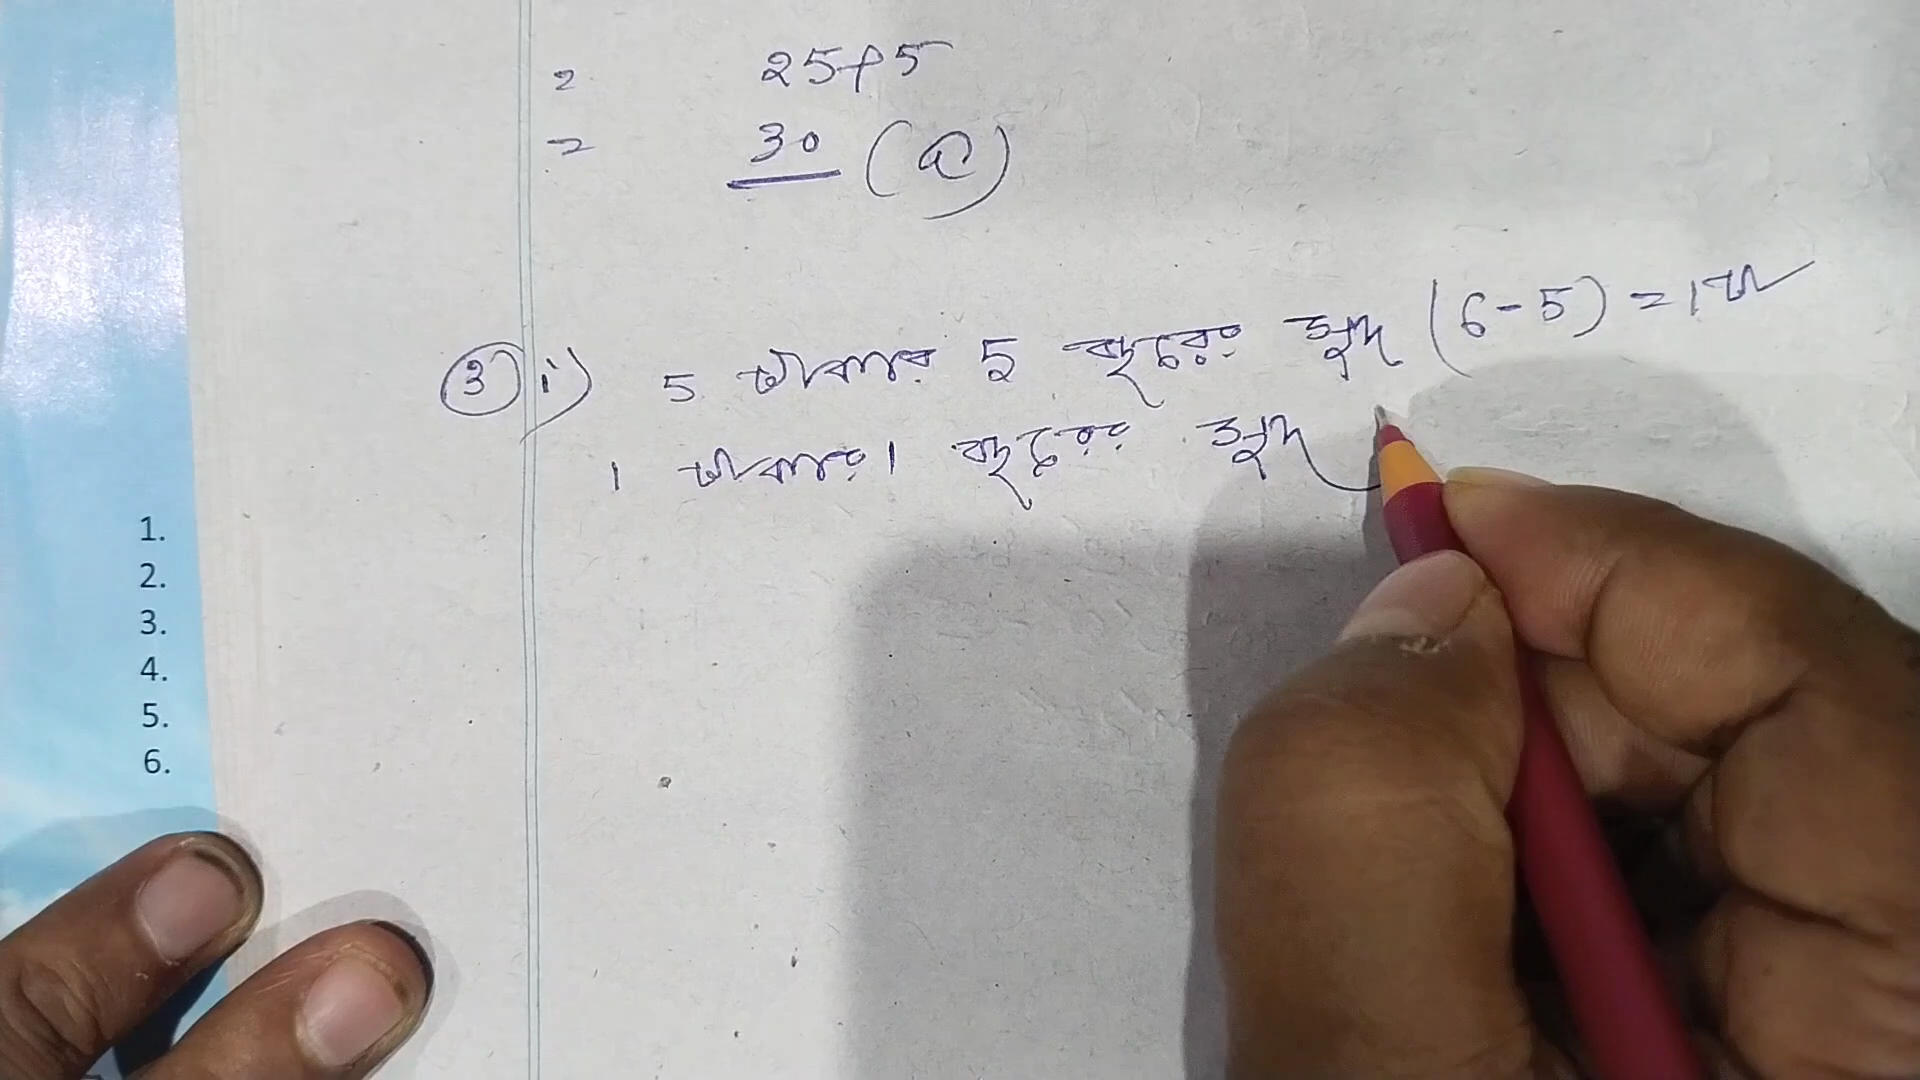 = 25+5
= 30 (a)
3 i) 5 টাকার 5 বছরের সুদ (6-5) = 1 টা
1 টাকার 1 বছরের সুদ
1.
2.
3.
4.
5.
6.